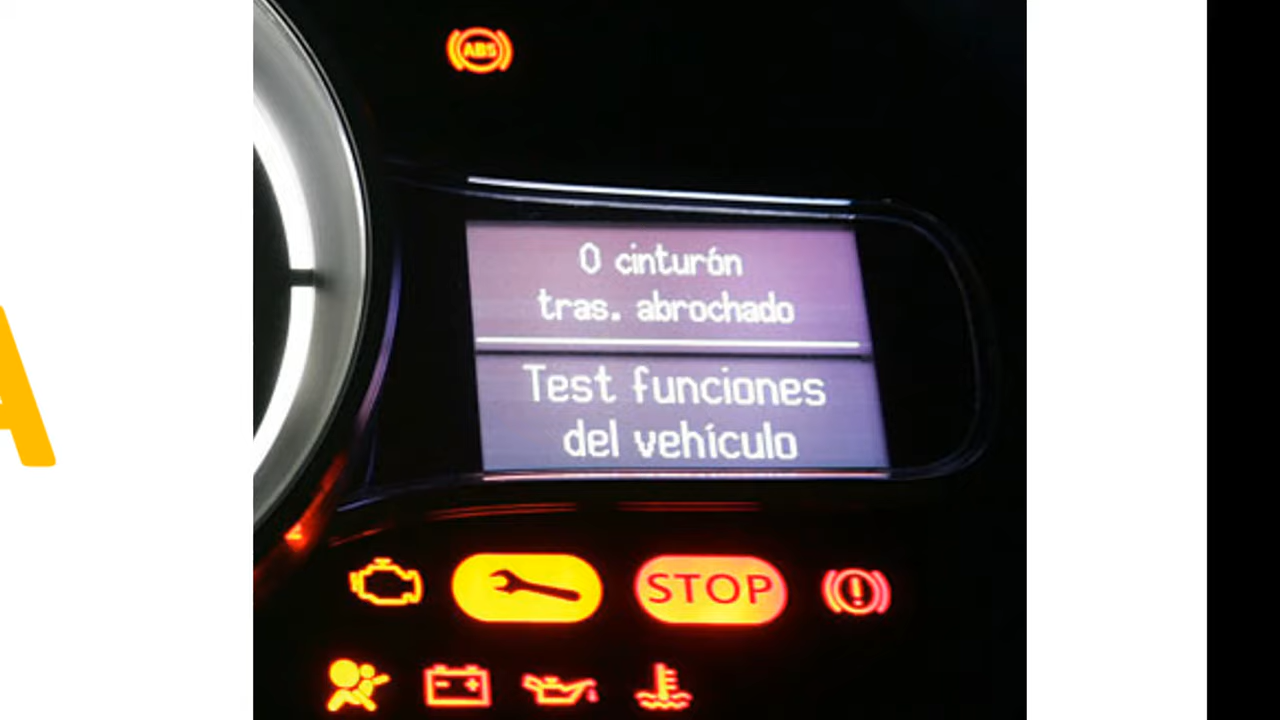 A
ABS
0 cinturón
tras. abrochado
Test funciones
del vehículo
STOP